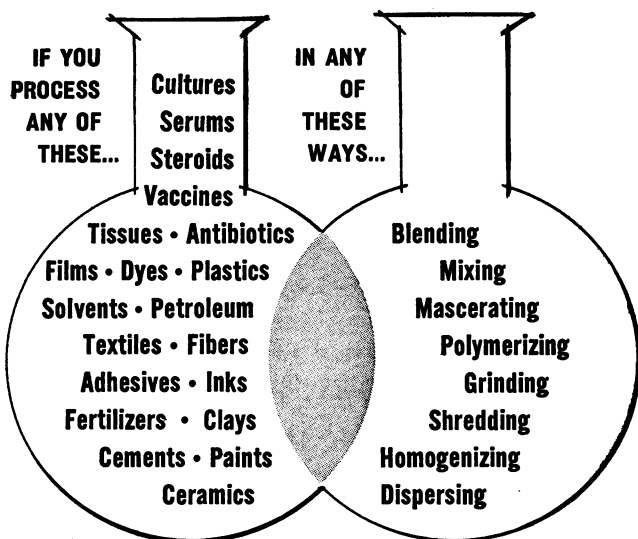 IF YOU
PROCESS
ANY OF
THESE...
Cultures
Serums
Steroids
Vaccines
Tissues • Antibiotics
Films • Dyes • Plastics
Solvents • Petroleum
Textiles • Fibers
Adhesives • Inks
Fertilizers • Clays
Cements • Paints
Ceramics
IN ANY
OF
THESE
WAYS...
Blending
Mixing
Mascerating
Polymerizing
Grinding
Shredding
Homogenizing
Dispersing